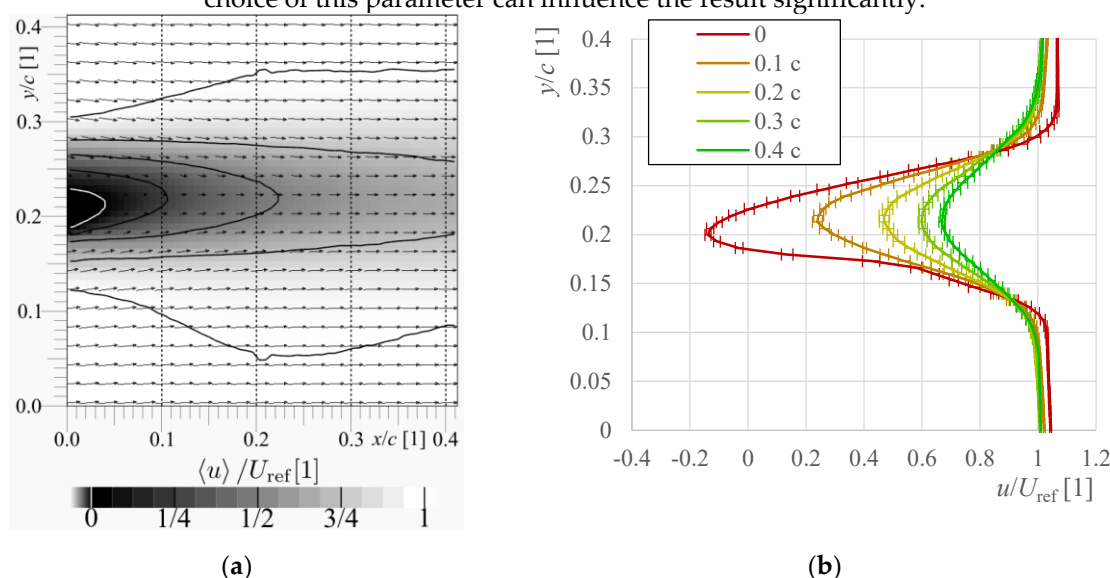 choice of this parameter can influence the result significantly.
y/c [1]
0.4
0.3
0.2
0.1
0.0
0.0 0.1 0.2 0.3 x/c [1] 0.4
⟨u⟩ /U_ref [1]
0 1/4 1/2 3/4 1
(a)
y/c [1]
0
0.1 c
0.2 c
0.3 c
0.4 c
0.4
0.35
0.3
0.25
0.2
0.15
0.1
0.05
0
-0.4 -0.2 0 0.2 0.4 0.6 0.8 1 1.2
u/U_ref [1]
(b)